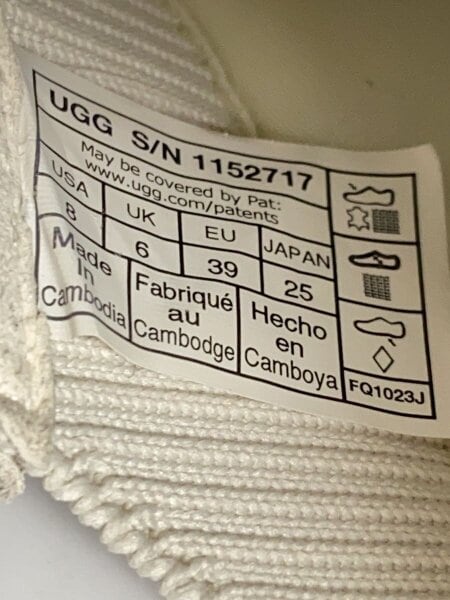 UGG S/N 1152717
May be covered by Pat:
www.ugg.com/patents
USA UK EU JAPAN
8 6 39 25
Made
in
Cambodia
Fabriqué
au
Cambodge
Hecho
en
Camboya
FQ1023J